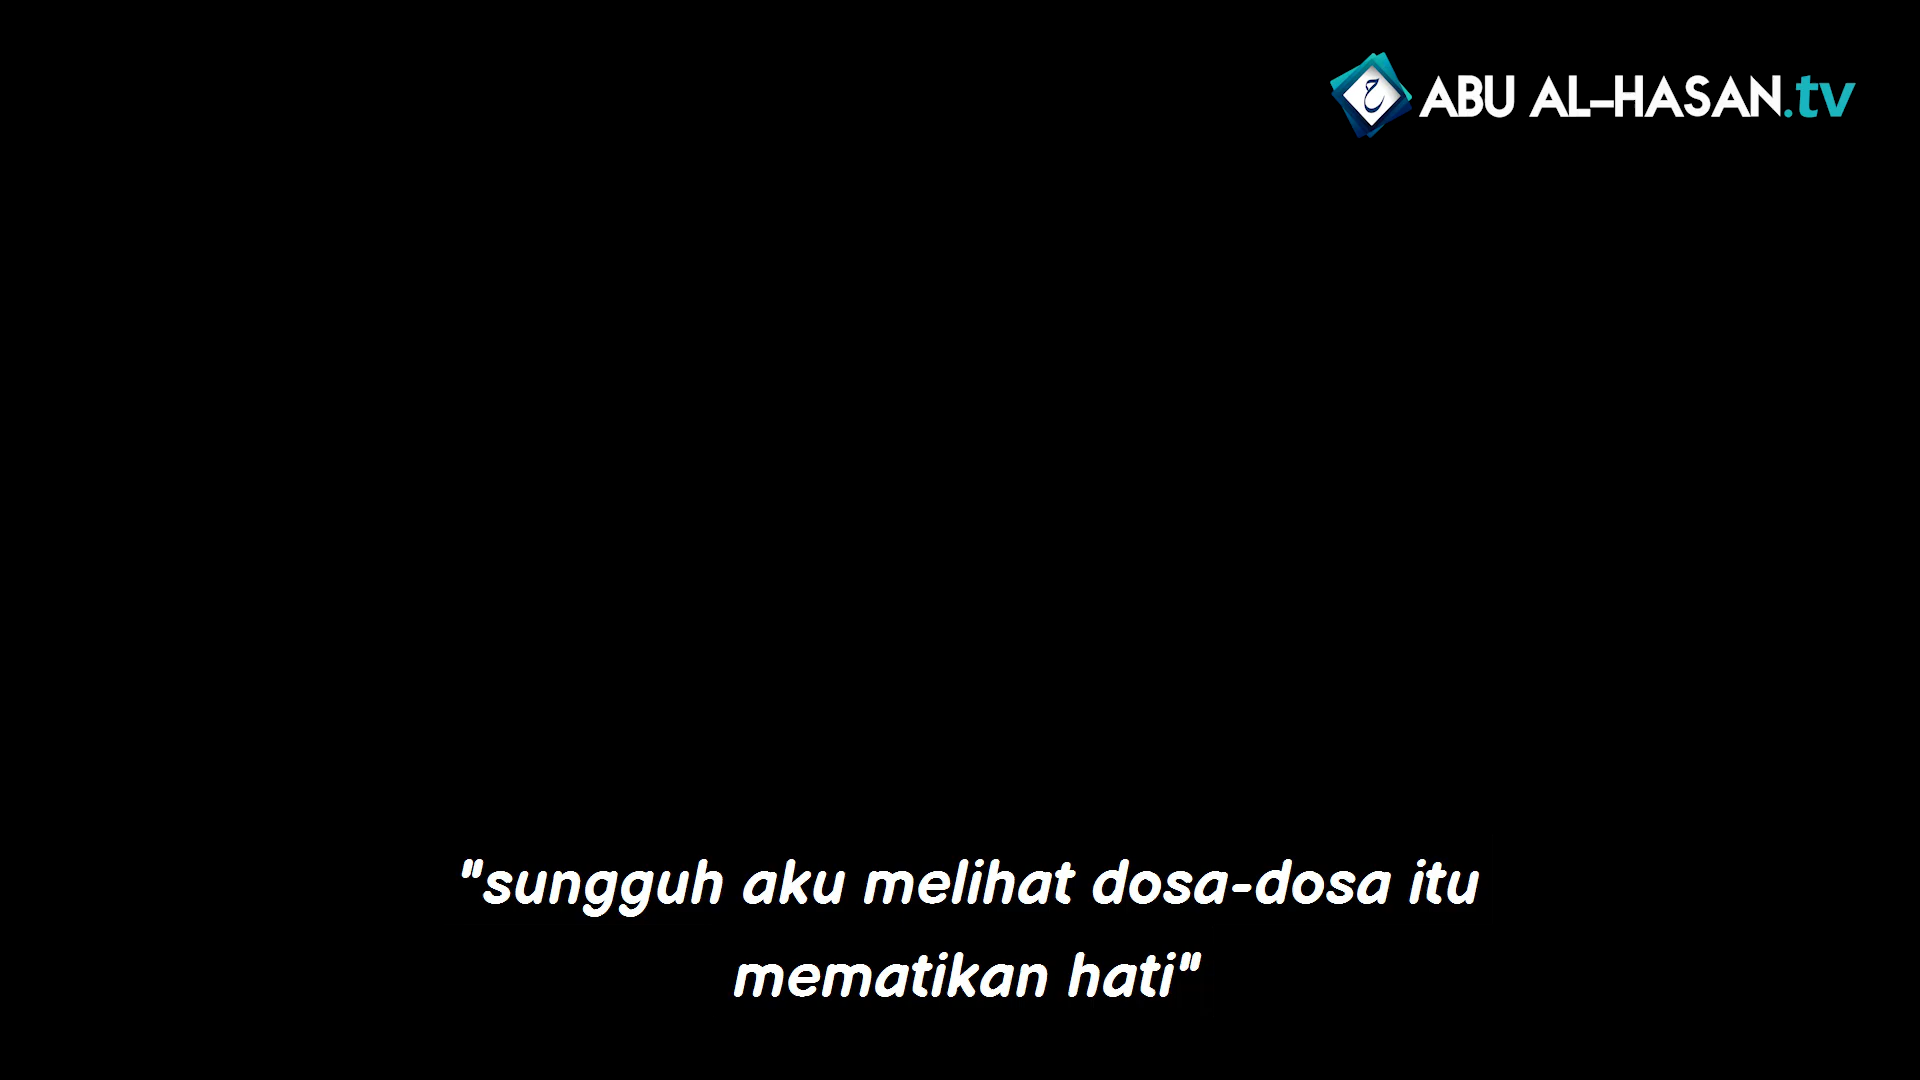 ح
ABU AL-HASAN.tv
"sungguh aku melihat dosa-dosa itu
mematikan hati"